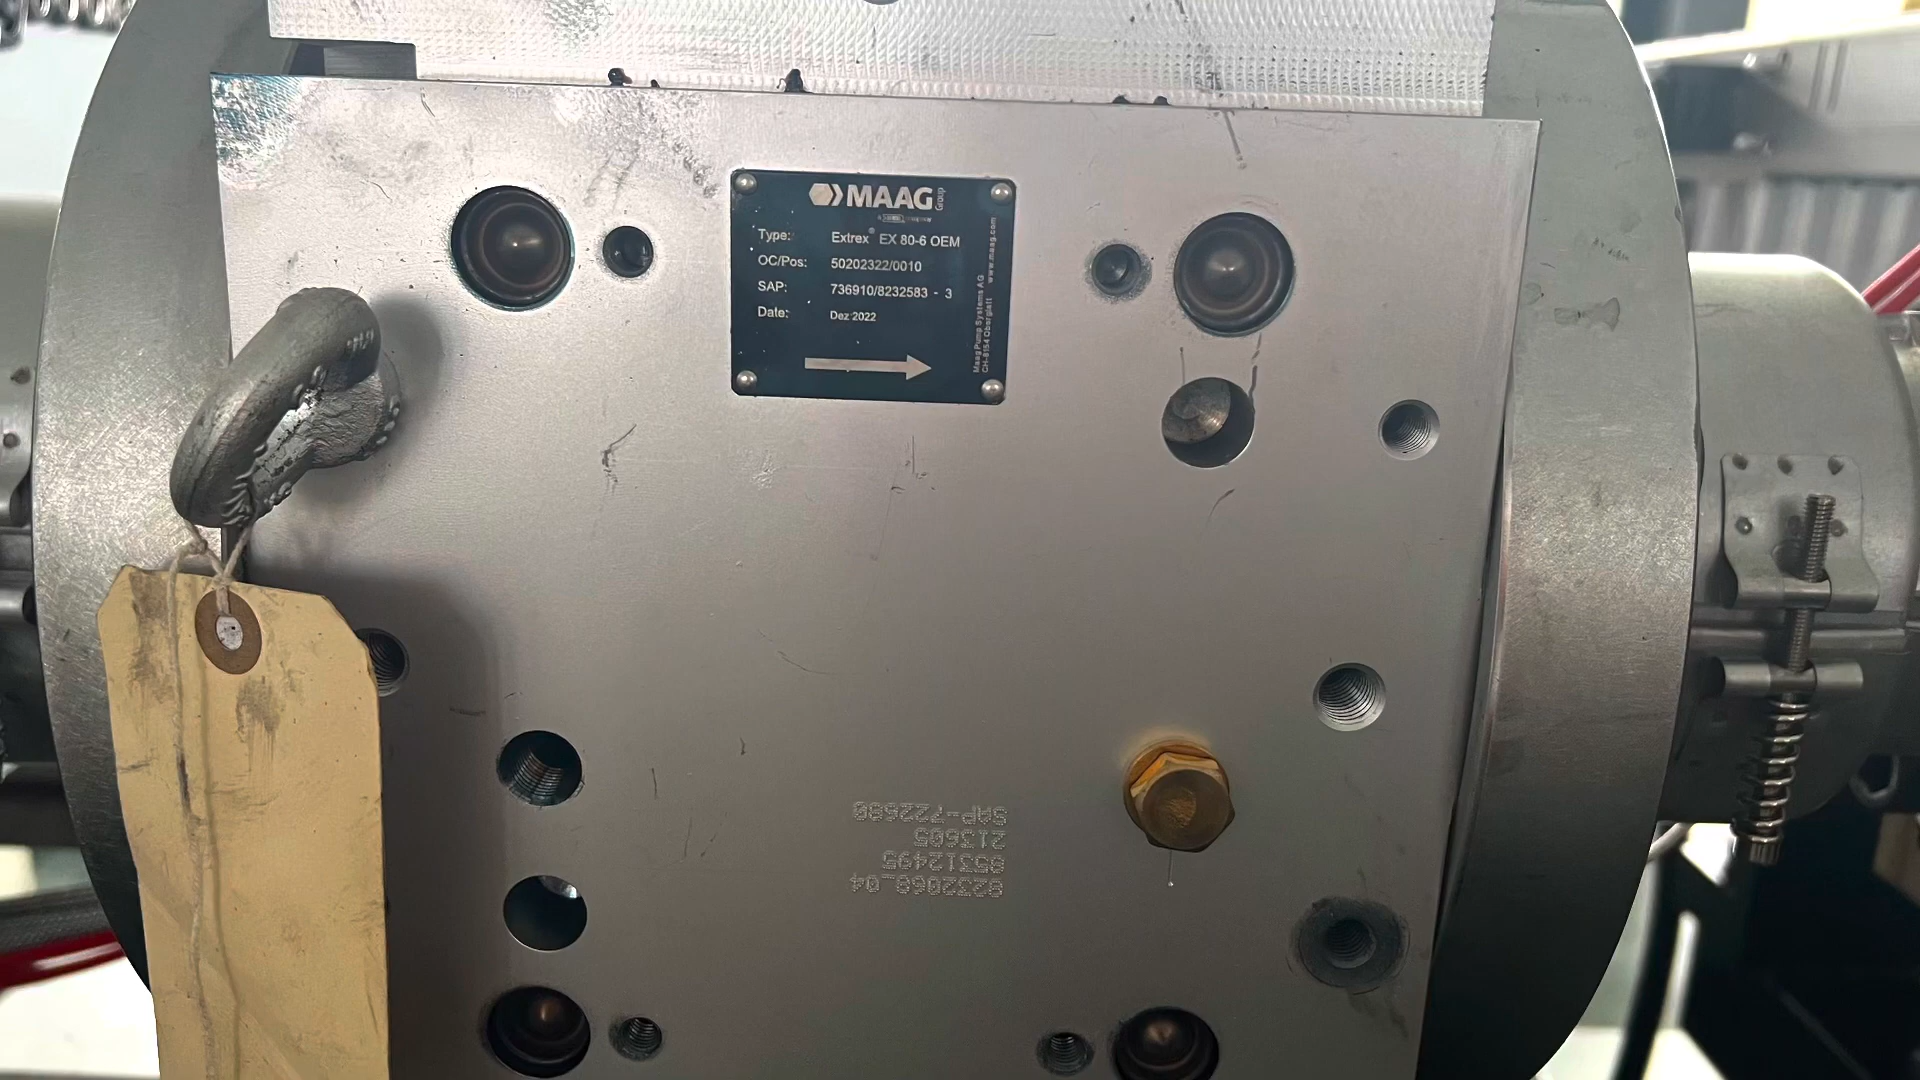 MAAG Group
Type: Extrex® EX 80-6 OEM
OC/Pos: 50202322/0010
SAP: 736910/8232583 - 3
Date: Dez 2022
Maag Pump Systems AG www.maag.com
CH-8154 Oberglatt
8232068_04
85312495
213605
SAP-722680